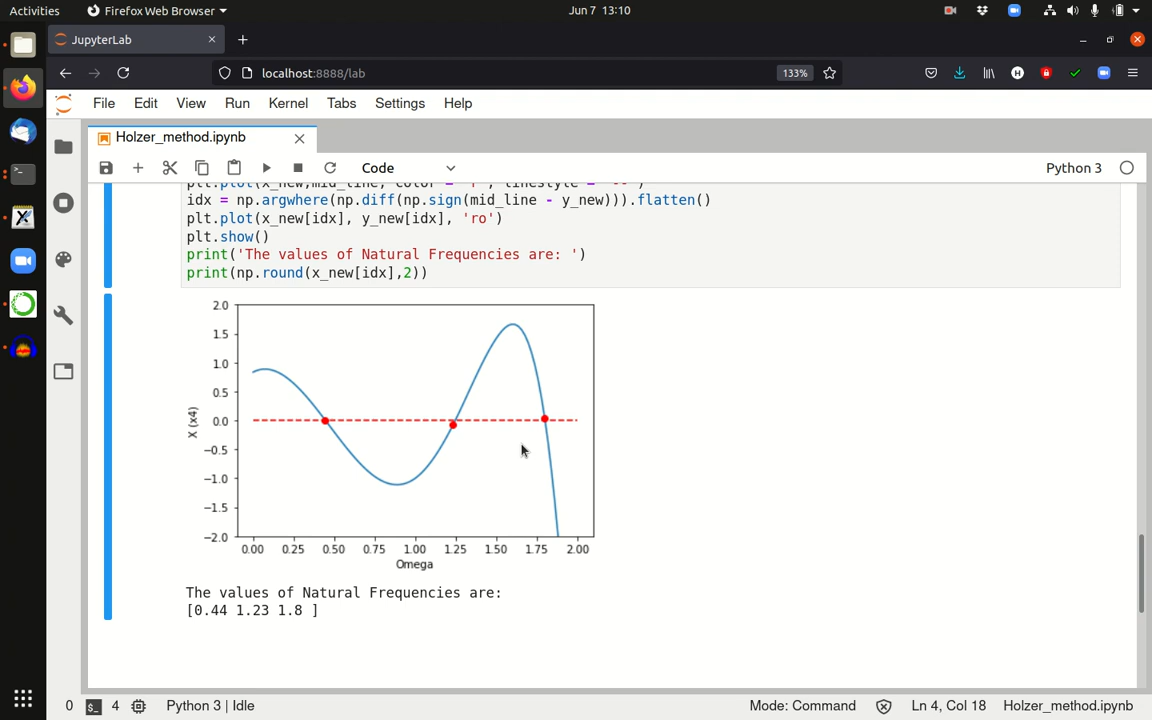 Activities Firefox Web Browser Jun 7 13:10
JupyterLab
localhost:8888/lab 133%
File Edit View Run Kernel Tabs Settings Help
Holzer_method.ipynb
Code Python 3
idx = np.argwhere(np.diff(np.sign(mid_line - y_new))).flatten()
plt.plot(x_new[idx], y_new[idx], 'ro')
plt.show()
print('The values of Natural Frequencies are: ')
print(np.round(x_new[idx],2))
2.0
1.5
1.0
0.5
0.0
−0.5
−1.0
−1.5
−2.0
X (x4)
0.00 0.25 0.50 0.75 1.00 1.25 1.50 1.75 2.00
Omega
The values of Natural Frequencies are:
[0.44 1.23 1.8 ]
0 $_ 4 Python 3 | Idle Mode: Command Ln 4, Col 18 Holzer_method.ipynb